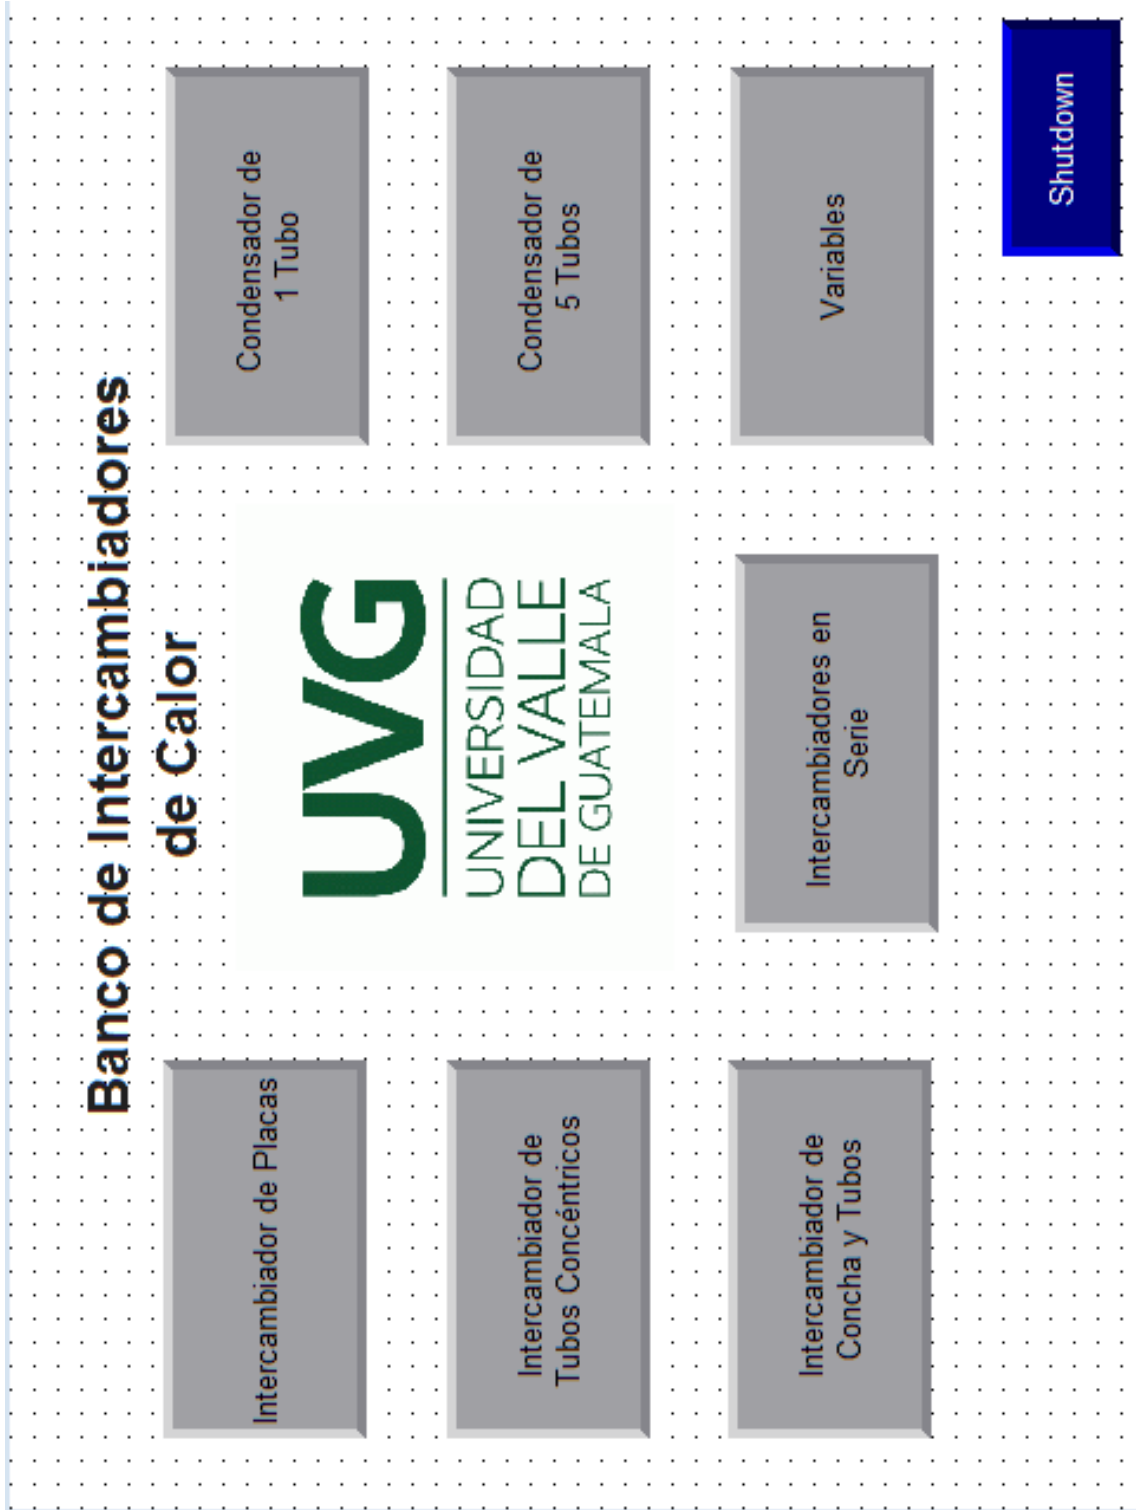 Banco de Intercambiadores
de Calor
Intercambiador de Placas
Intercambiador de
Tubos Concéntricos
Intercambiador de
Concha y Tubos
UVG
UNIVERSIDAD
DEL VALLE
DE GUATEMALA
Intercambiadores en
Serie
Condensador de
1 Tubo
Condensador de
5 Tubos
Variables
Shutdown